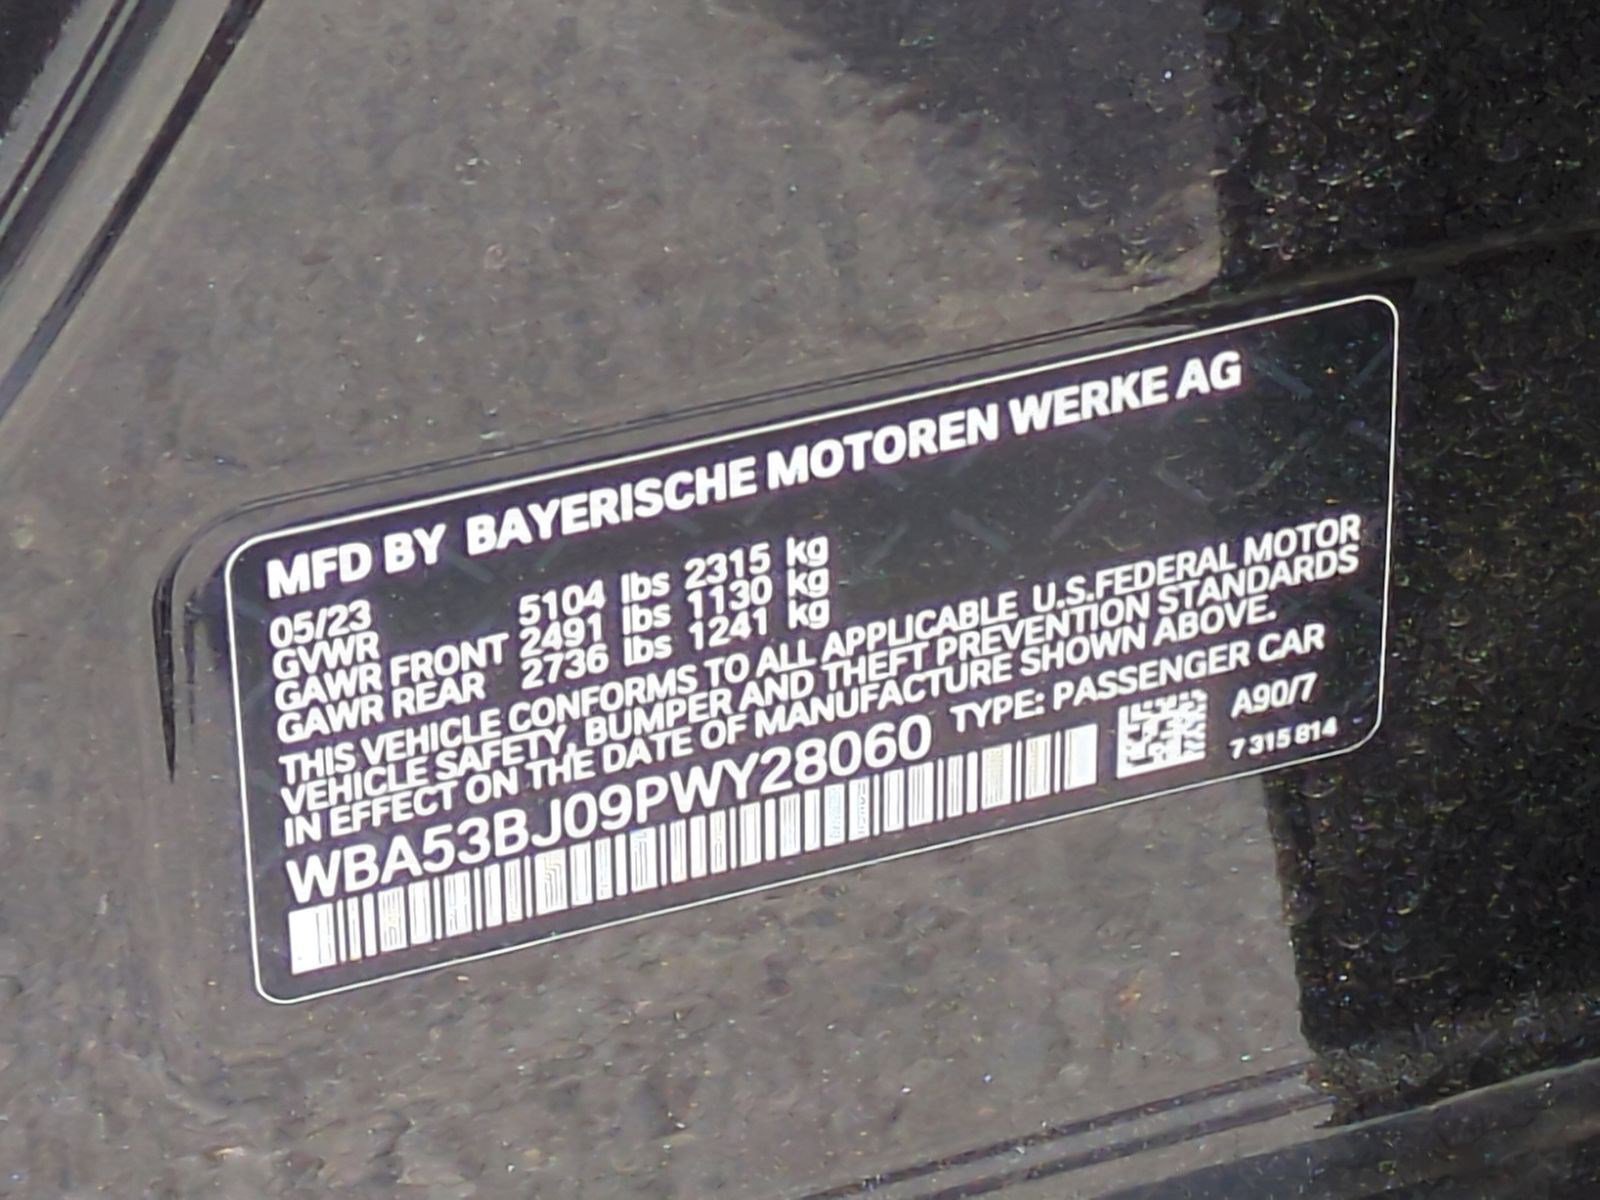 MFD BY BAYERISCHE MOTOREN WERKE AG
05/23
GVWR 5104 lbs 2315 kg
GAWR FRONT 2491 lbs 1130 kg
GAWR REAR 2736 lbs 1241 kg
THIS VEHICLE CONFORMS TO ALL APPLICABLE U.S.FEDERAL MOTOR
VEHICLE SAFETY, BUMPER AND THEFT PREVENTION STANDARDS
IN EFFECT ON THE DATE OF MANUFACTURE SHOWN ABOVE.
WBA53BJ09PWY28060 TYPE: PASSENGER CAR
A90/7
7 315 814